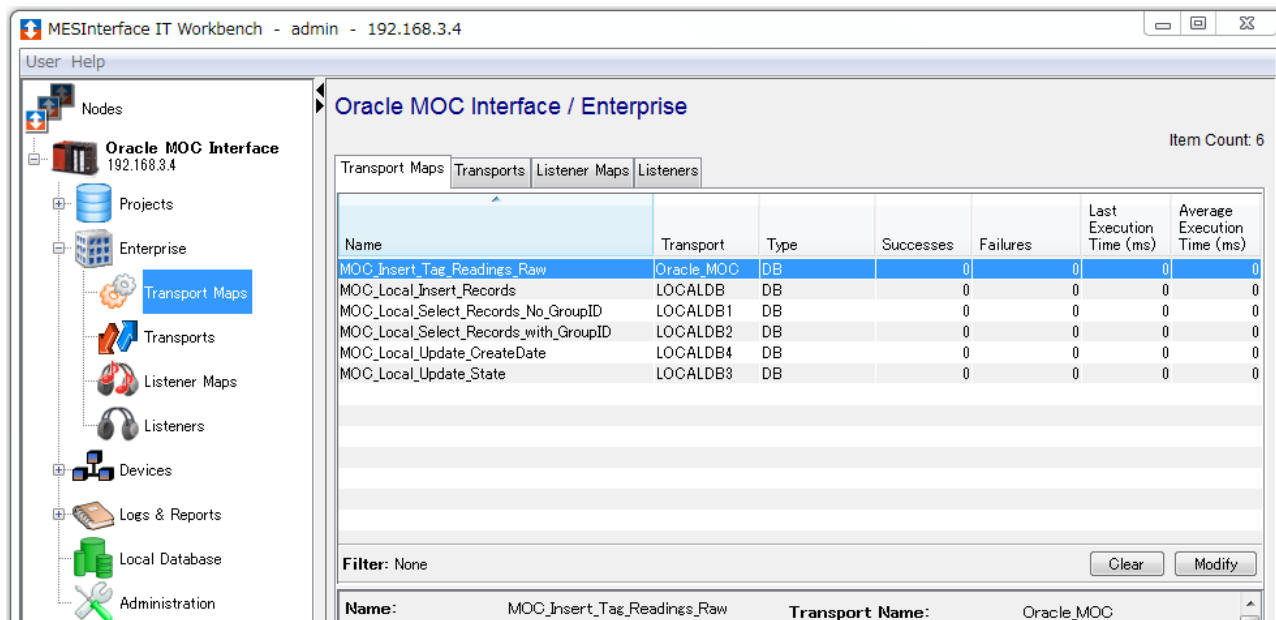 MESInterface IT Workbench - admin - 192.168.3.4
User Help
Nodes
Oracle MOC Interface
192.168.3.4
Projects
Enterprise
Transport Maps
Transports
Listener Maps
Listeners
Devices
Logs & Reports
Local Database
Administration
Oracle MOC Interface / Enterprise
Item Count: 6
Transport Maps Transports Listener Maps Listeners
Name Transport Type Successes Failures Last Execution Time (ms) Average Execution Time (ms)
MOC_Insert_Tag_Readings_Raw Oracle_MOC DB 0 0 0 0
MOC_Local_Insert_Records LOCALDB DB 0 0 0 0
MOC_Local_Select_Records_No_GroupID LOCALDB1 DB 0 0 0 0
MOC_Local_Select_Records_with_GroupID LOCALDB2 DB 0 0 0 0
MOC_Local_Update_CreateDate LOCALDB4 DB 0 0 0 0
MOC_Local_Update_State LOCALDB3 DB 0 0 0 0
Filter: None Clear Modify
Name: MOC_Insert_Tag_Readings_Raw Transport Name: Oracle_MOC